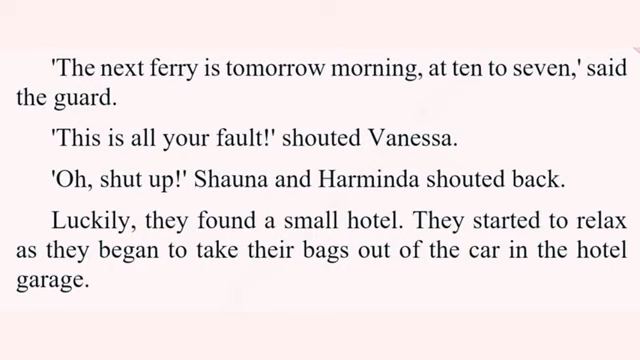 'The next ferry is tomorrow morning, at ten to seven,' said
the guard.
'This is all your fault!' shouted Vanessa.
'Oh, shut up!' Shauna and Harminda shouted back.
Luckily, they found a small hotel. They started to relax
as they began to take their bags out of the car in the hotel
garage.